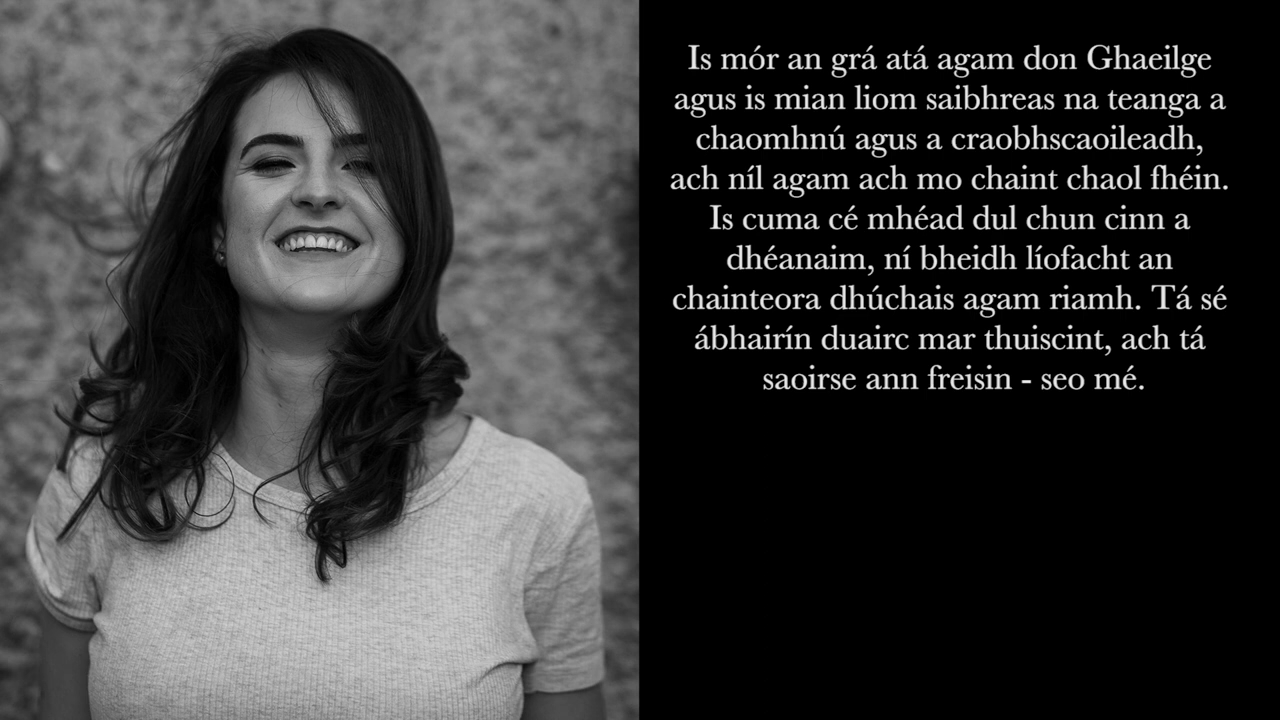 Is mór an grá atá agam don Ghaeilge
agus is mian liom saibhreas na teanga a
chaomhnú agus a craobhscaoileadh,
ach níl agam ach mo chaint chaol fhéin.
Is cuma cé mhéad dul chun cinn a
dhéanaim, ní bheidh líofacht an
chainteora dhúchais agam riamh. Tá sé
ábhairín duairc mar thuiscint, ach tá
saoirse ann freisin - seo mé.